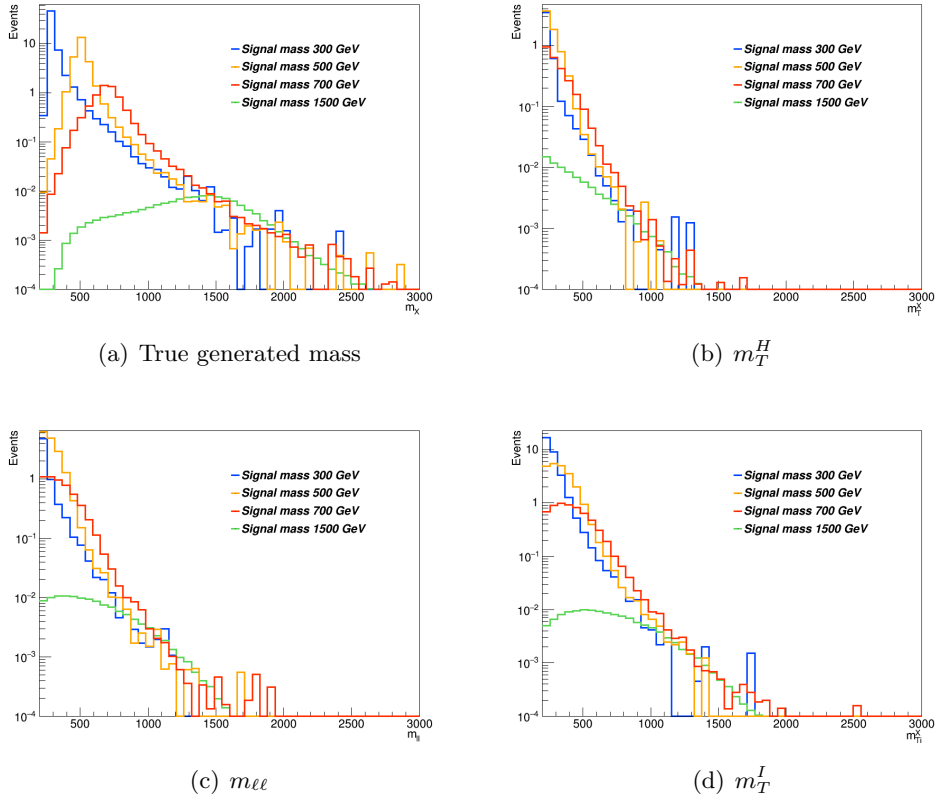 Events
10
1
10⁻¹
10⁻²
10⁻³
10⁻⁴
Signal mass 300 GeV
Signal mass 500 GeV
Signal mass 700 GeV
Signal mass 1500 GeV
500 1000 1500 2000 2500 3000
m_X
(a) True generated mass
Events
1
10⁻¹
10⁻²
10⁻³
10⁻⁴
Signal mass 300 GeV
Signal mass 500 GeV
Signal mass 700 GeV
Signal mass 1500 GeV
500 1000 1500 2000 2500 3000
m_T^X
(b) m_T^H
Events
1
10⁻¹
10⁻²
10⁻³
10⁻⁴
Signal mass 300 GeV
Signal mass 500 GeV
Signal mass 700 GeV
Signal mass 1500 GeV
500 1000 1500 2000 2500 3000
m_ll
(c) m_ℓℓ
Events
10
1
10⁻¹
10⁻²
10⁻³
10⁻⁴
Signal mass 300 GeV
Signal mass 500 GeV
Signal mass 700 GeV
Signal mass 1500 GeV
500 1000 1500 2000 2500 3000
m_Ti^X
(d) m_T^I